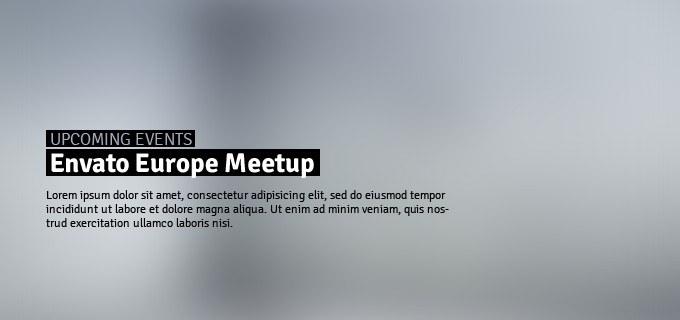 UPCOMING EVENTS
Envato Europe Meetup
Lorem ipsum dolor sit amet, consectetur adipisicing elit, sed do eiusmod tempor
incididunt ut labore et dolore magna aliqua. Ut enim ad minim veniam, quis nos-
trud exercitation ullamco laboris nisi.